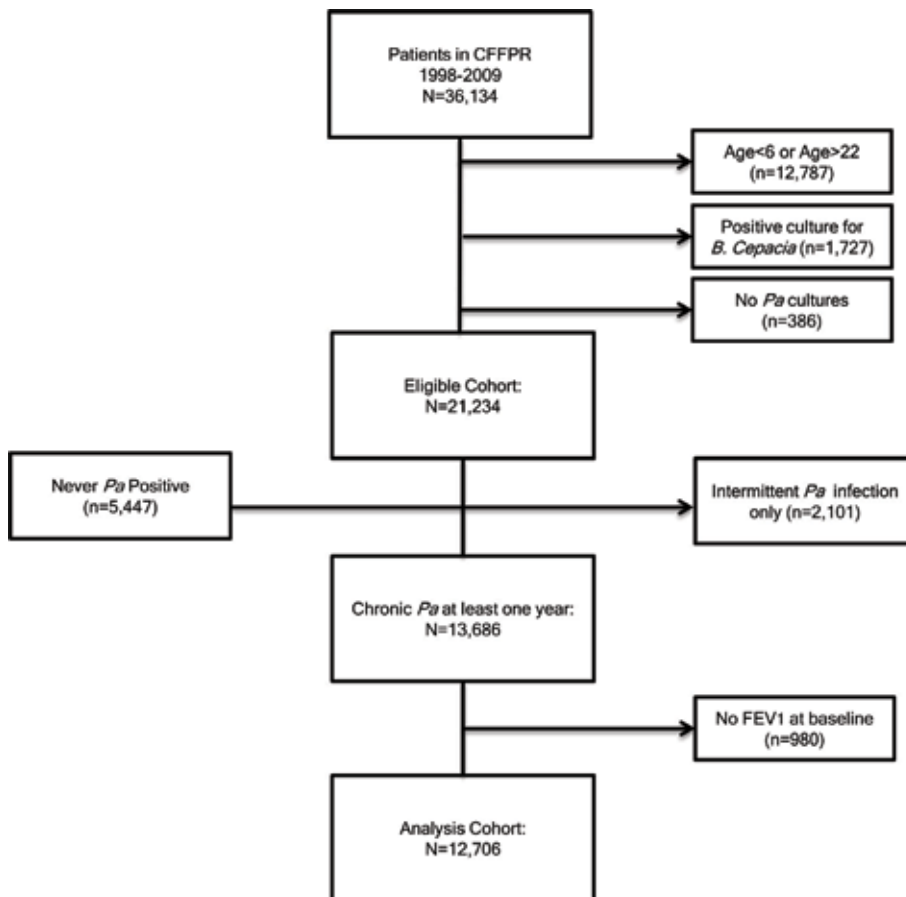 Patients in CFFPR
1998-2009
N=36,134
Age<6 or Age>22
(n=12,787)
Positive culture for
B. Cepacia (n=1,727)
No Pa cultures
(n=386)
Eligible Cohort:
N=21,234
Never Pa Positive
(n=5,447)
Intermittent Pa infection
only (n=2,101)
Chronic Pa at least one year:
N=13,686
No FEV1 at baseline
(n=980)
Analysis Cohort:
N=12,706